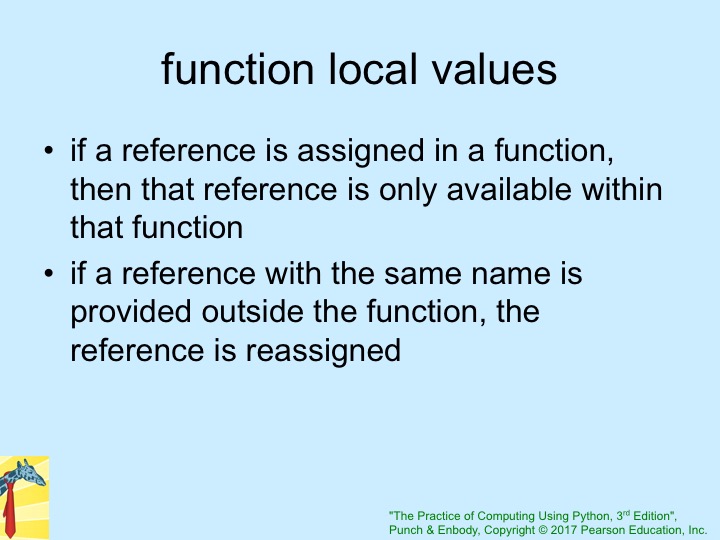 function local values
• if a reference is assigned in a function,
then that reference is only available within
that function
• if a reference with the same name is
provided outside the function, the
reference is reassigned
"The Practice of Computing Using Python, 3rd Edition",
Punch & Enbody, Copyright © 2017 Pearson Education, Inc.